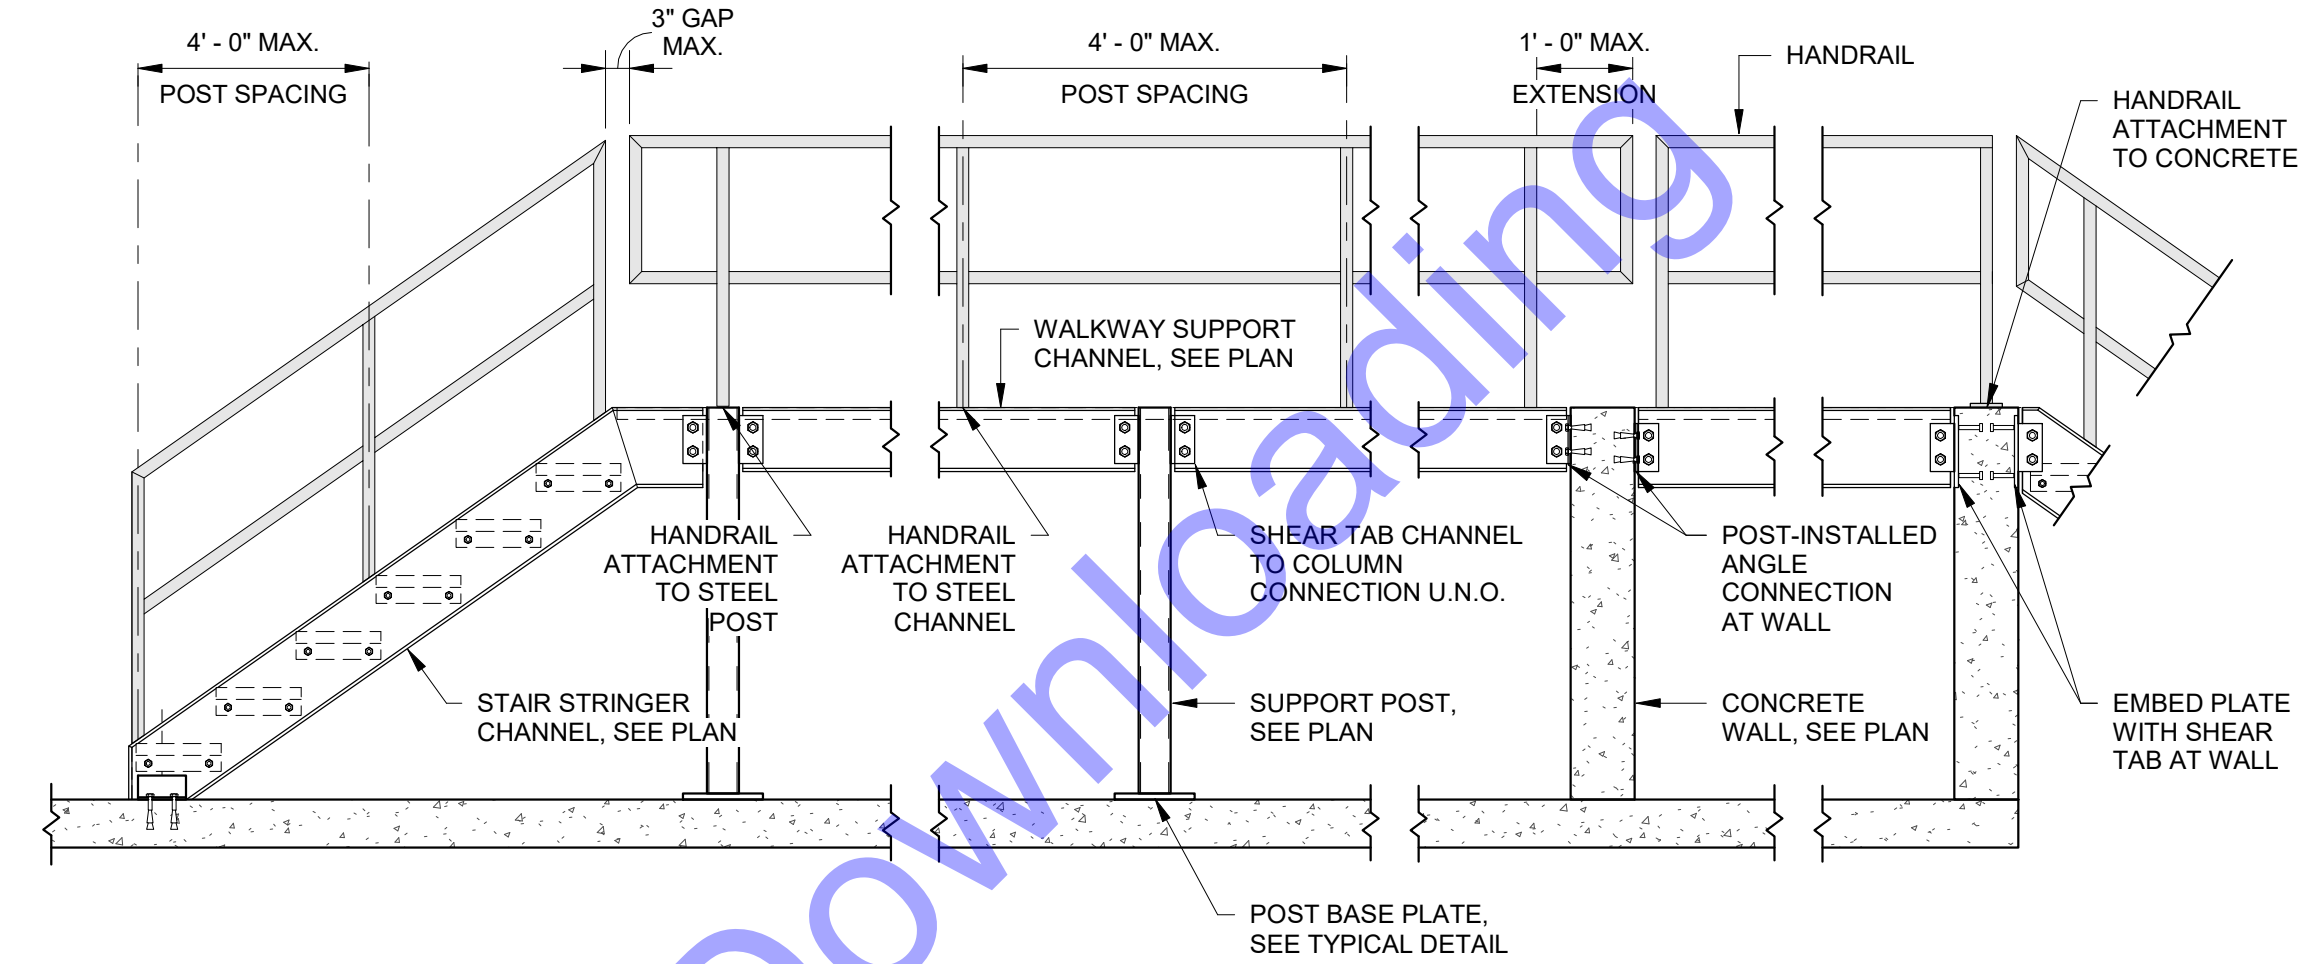 3" GAP
MAX.
4' - 0" MAX.
POST SPACING
4' - 0" MAX.
POST SPACING
1' - 0" MAX.
EXTENSION
HANDRAIL
HANDRAIL
ATTACHMENT
TO CONCRETE
WALKWAY SUPPORT
CHANNEL, SEE PLAN
HANDRAIL
ATTACHMENT
TO STEEL
POST
HANDRAIL
ATTACHMENT
TO STEEL
CHANNEL
SHEAR TAB CHANNEL
TO COLUMN
CONNECTION U.N.O.
POST-INSTALLED
ANGLE
CONNECTION
AT WALL
STAIR STRINGER
CHANNEL, SEE PLAN
SUPPORT POST,
SEE PLAN
CONCRETE
WALL, SEE PLAN
EMBED PLATE
WITH SHEAR
TAB AT WALL
POST BASE PLATE,
SEE TYPICAL DETAIL
Downloading